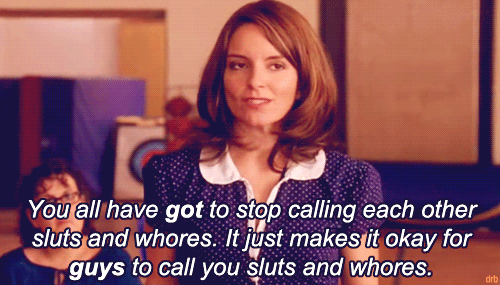 You all have got to stop calling each other
sluts and whores. It just makes it okay for
guys to call you sluts and whores.
drb